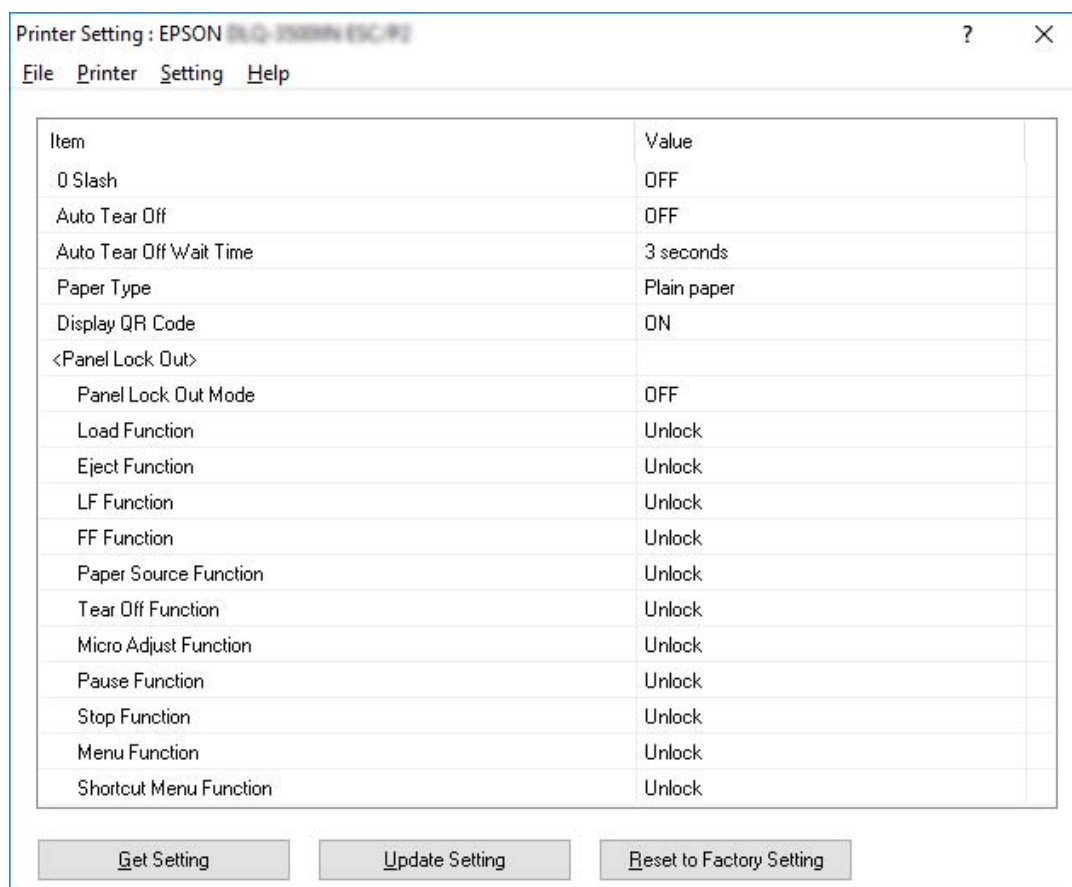 Printer Setting : EPSON
?
File Printer Setting Help
Item Value
0 Slash OFF
Auto Tear Off OFF
Auto Tear Off Wait Time 3 seconds
Paper Type Plain paper
Display QR Code ON
<Panel Lock Out>
Panel Lock Out Mode OFF
Load Function Unlock
Eject Function Unlock
LF Function Unlock
FF Function Unlock
Paper Source Function Unlock
Tear Off Function Unlock
Micro Adjust Function Unlock
Pause Function Unlock
Stop Function Unlock
Menu Function Unlock
Shortcut Menu Function Unlock
Get Setting Update Setting Reset to Factory Setting